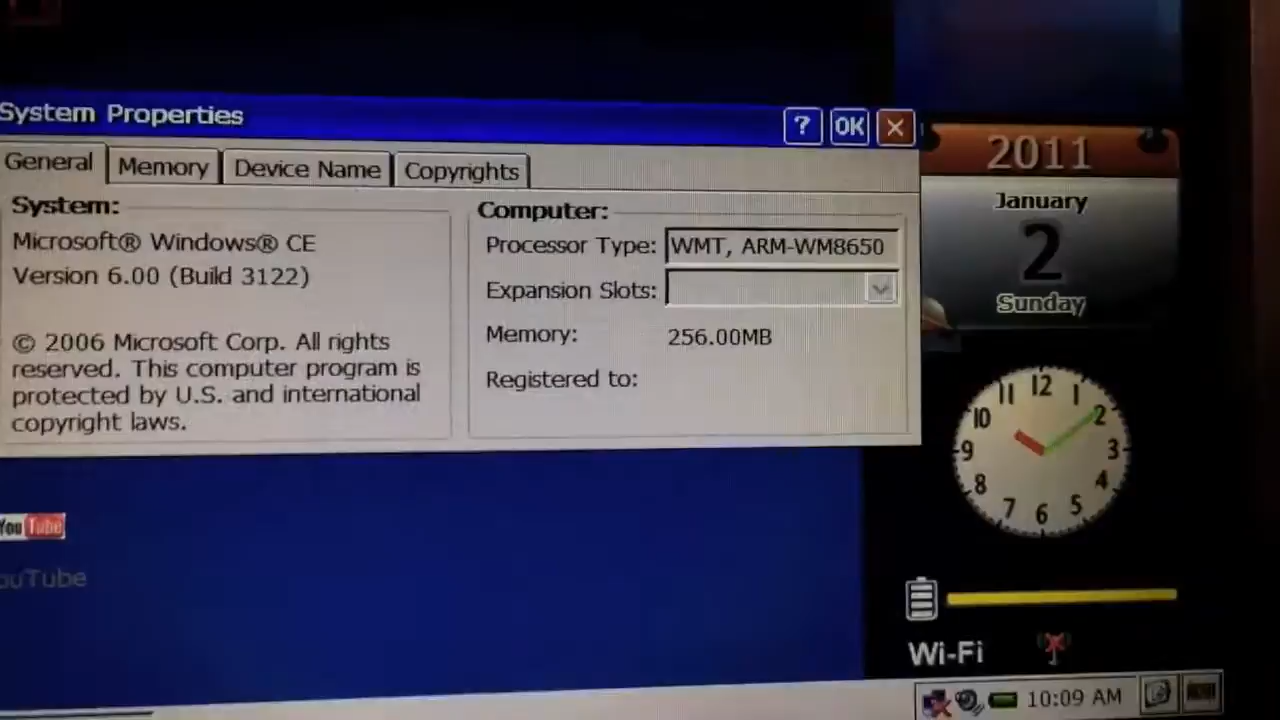 System Properties
? OK X
General
Memory
Device Name
Copyrights
System:
Microsoft® Windows® CE
Version 6.00 (Build 3122)
© 2006 Microsoft Corp. All rights
reserved. This computer program is
protected by U.S. and international
copyright laws.
Computer:
Processor Type: WMT, ARM-WM8650
Expansion Slots:
Memory: 256.00MB
Registered to:
2011
January
2
Sunday
12
1
2
3
4
5
6
7
8
9
10
11
YouTube
ouTube
Wi-Fi
10:09 AM